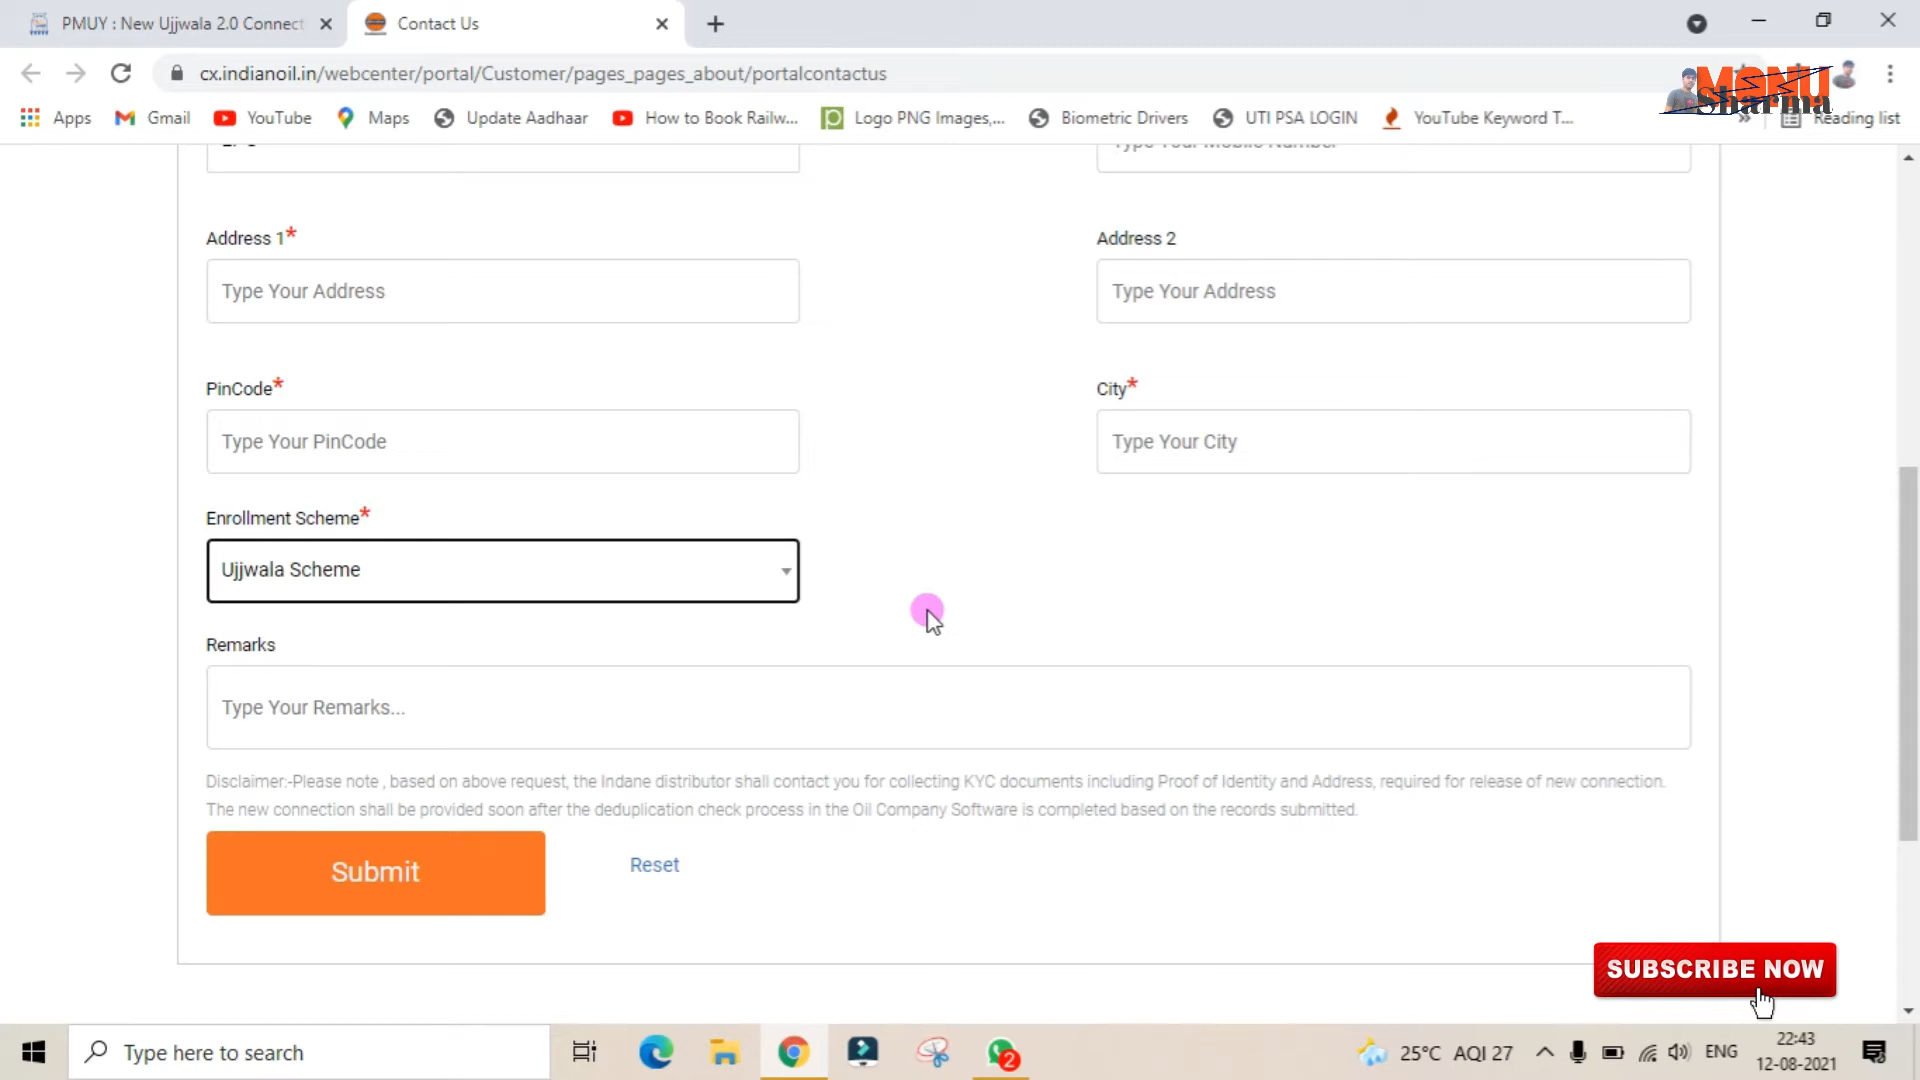 PMUY : New Ujjwala 2.0 Connect
Contact Us
cx.indianoil.in/webcenter/portal/Customer/pages_pages_about/portalcontactus
MONU
Sharma
Apps
Gmail
YouTube
Maps
Update Aadhaar
How to Book Railw...
Logo PNG Images,...
Biometric Drivers
UTI PSA LOGIN
YouTube Keyword T...
Reading list
Type Your Mobile Number
Address 1*
Address 2
Type Your Address
Type Your Address
PinCode*
City*
Type Your PinCode
Type Your City
Enrollment Scheme*
Ujjwala Scheme
Remarks
Type Your Remarks...
Disclaimer:-Please note , based on above request, the Indane distributor shall contact you for collecting KYC documents including Proof of Identity and Address, required for release of new connection.
The new connection shall be provided soon after the deduplication check process in the Oil Company Software is completed based on the records submitted.
Submit
Reset
SUBSCRIBE NOW
Type here to search
2
25°C AQI 27
ENG
22:43
12-08-2021